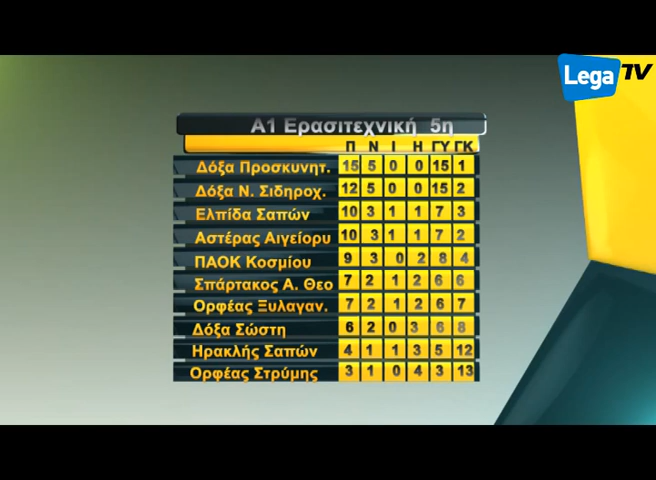 Lega TV
Α1 Ερασιτεχνική 5η
Π Ν Ι Η ΓΥ ΓΚ
Δόξα Προσκυνητ. 15 5 0 0 15 1
Δόξα Ν. Σιδηροχ. 12 5 0 0 15 2
Ελπίδα Σαπών 10 3 1 1 7 3
Αστέρας Αιγείορυ 10 3 1 1 7 2
ΠΑΟΚ Κοσμίου 9 3 0 2 8 4
Σπάρτακος Α. Θεο 7 2 1 2 6 6
Ορφέας Ξυλαγαν. 7 2 1 2 6 7
Δόξα Σώστη 6 2 0 3 6 8
Ηρακλής Σαπών 4 1 1 3 5 12
Ορφέας Στρύμης 3 1 0 4 3 13